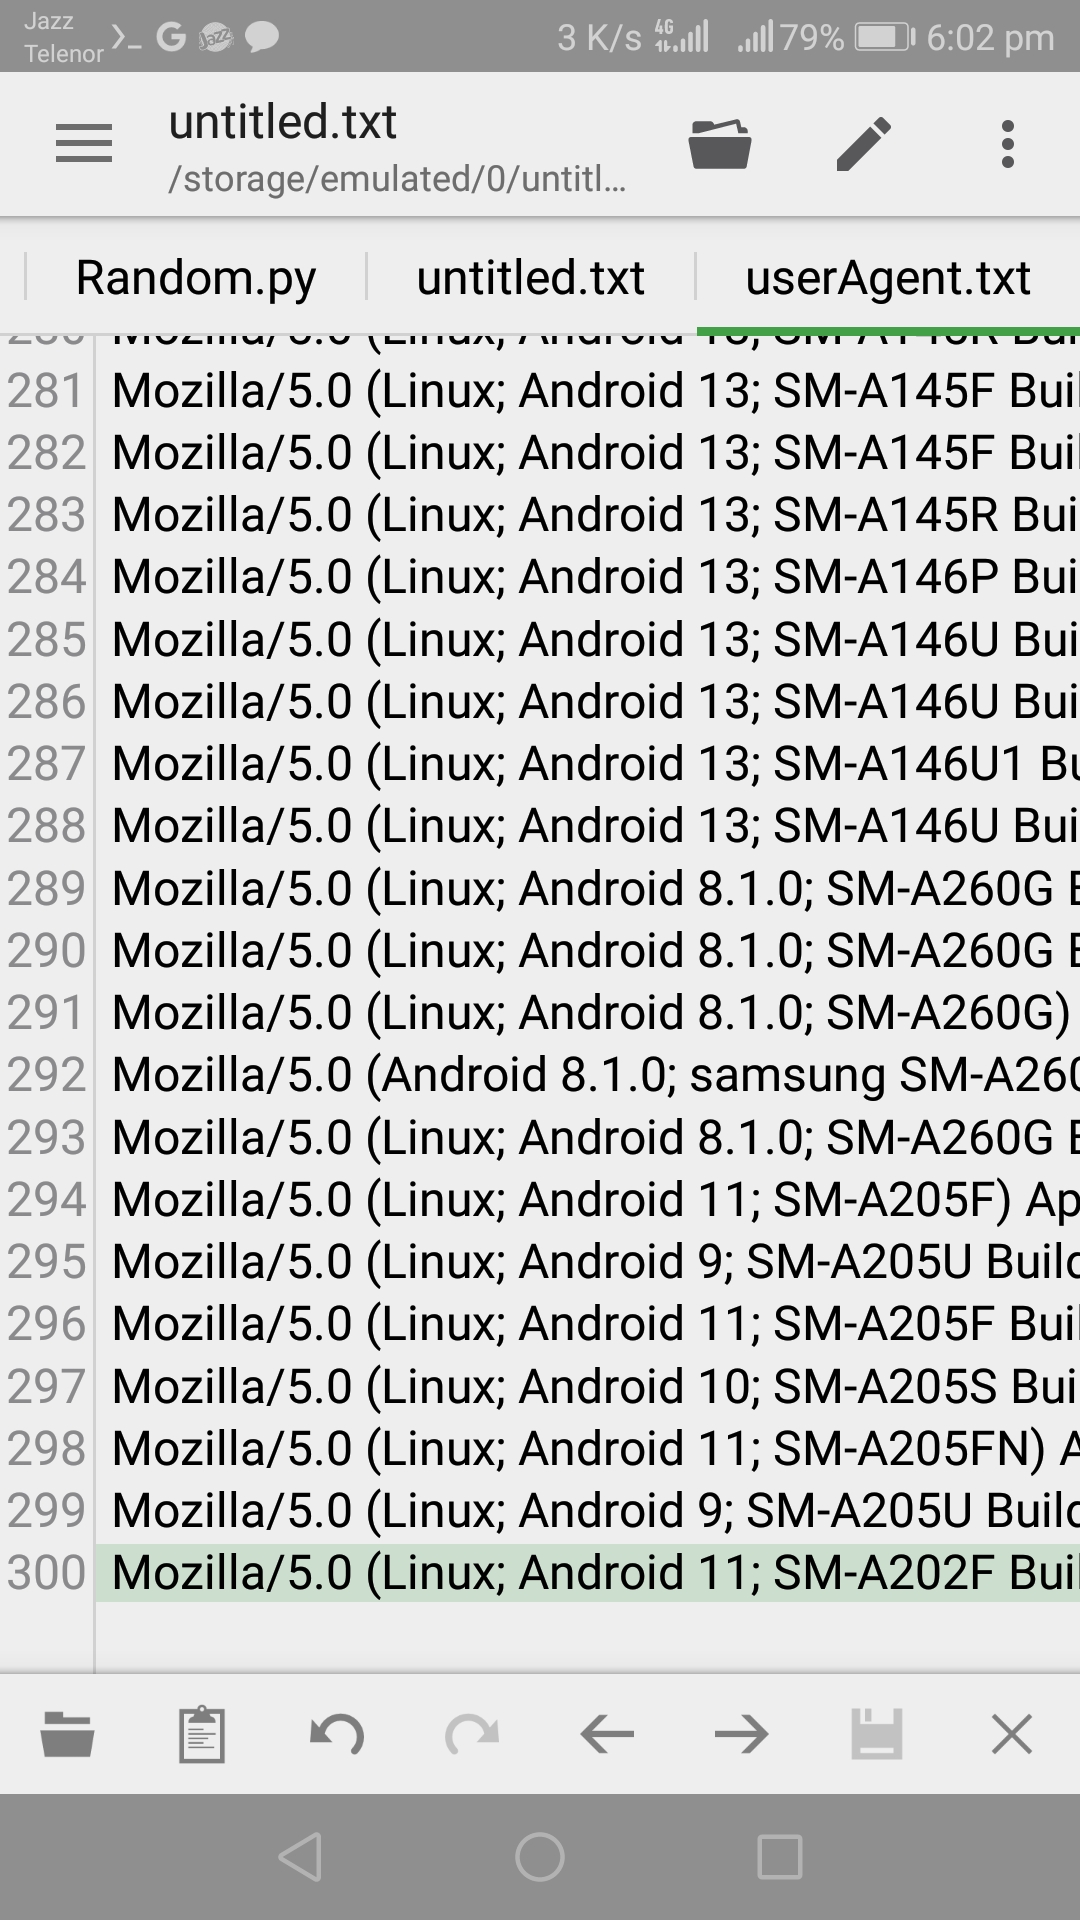 Jazz
Telenor
3 K/s 4G 79% 6:02 pm
untitled.txt
/storage/emulated/0/untitl...
Random.py
untitled.txt
userAgent.txt
280 Mozilla/5.0 (Linux; Android 13;
281 Mozilla/5.0 (Linux; Android 13; SM-A145F Buil
282 Mozilla/5.0 (Linux; Android 13; SM-A145F Buil
283 Mozilla/5.0 (Linux; Android 13; SM-A145R Bui
284 Mozilla/5.0 (Linux; Android 13; SM-A146P Bui
285 Mozilla/5.0 (Linux; Android 13; SM-A146U Bui
286 Mozilla/5.0 (Linux; Android 13; SM-A146U Bui
287 Mozilla/5.0 (Linux; Android 13; SM-A146U1 Bu
288 Mozilla/5.0 (Linux; Android 13; SM-A146U Bui
289 Mozilla/5.0 (Linux; Android 8.1.0; SM-A260G B
290 Mozilla/5.0 (Linux; Android 8.1.0; SM-A260G B
291 Mozilla/5.0 (Linux; Android 8.1.0; SM-A260G)
292 Mozilla/5.0 (Android 8.1.0; samsung SM-A260
293 Mozilla/5.0 (Linux; Android 8.1.0; SM-A260G B
294 Mozilla/5.0 (Linux; Android 11; SM-A205F) Ap
295 Mozilla/5.0 (Linux; Android 9; SM-A205U Build
296 Mozilla/5.0 (Linux; Android 11; SM-A205F Buil
297 Mozilla/5.0 (Linux; Android 10; SM-A205S Bui
298 Mozilla/5.0 (Linux; Android 11; SM-A205FN) A
299 Mozilla/5.0 (Linux; Android 9; SM-A205U Build
300 Mozilla/5.0 (Linux; Android 11; SM-A202F Buil